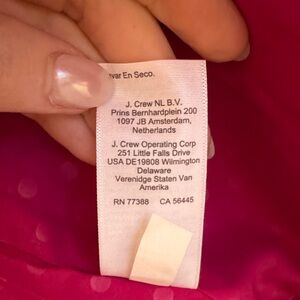 var En Seco.
J. Crew NL B.V.
Prins Bernhardplein 200
1097 JB Amsterdam,
Netherlands
J. Crew Operating Corp
251 Little Falls Drive
USA DE19808 Wilmington
Delaware
Verenidge Staten Van
Amerika
RN 77388 CA 56445